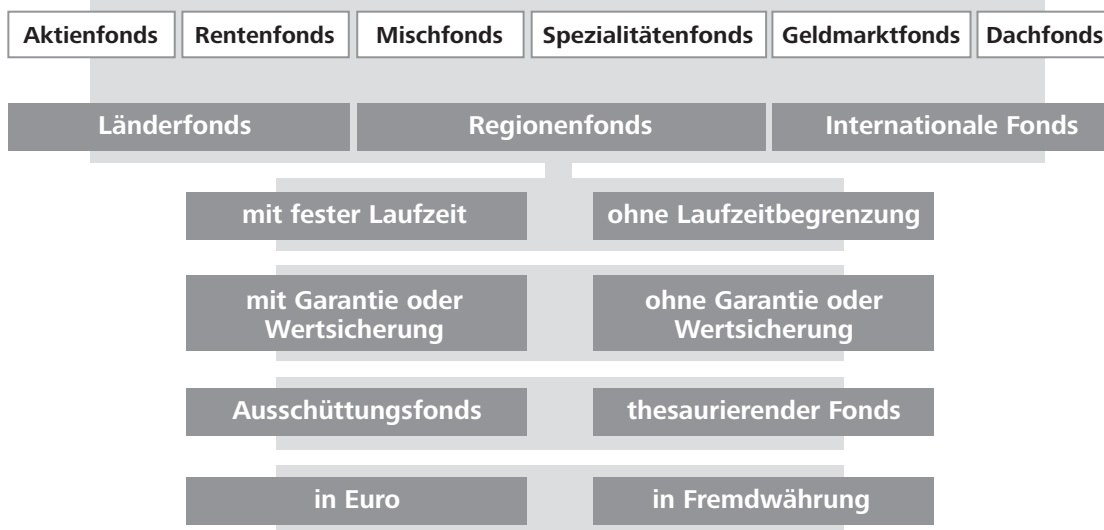 Aktienfonds Rentenfonds Mischfonds Spezialitätenfonds Geldmarktfonds Dachfonds
Länderfonds Regionenfonds Internationale Fonds
mit fester Laufzeit ohne Laufzeitbegrenzung
mit Garantie oder
Wertsicherung
ohne Garantie oder
Wertsicherung
Ausschüttungsfonds thesaurierender Fonds
in Euro in Fremdwährung